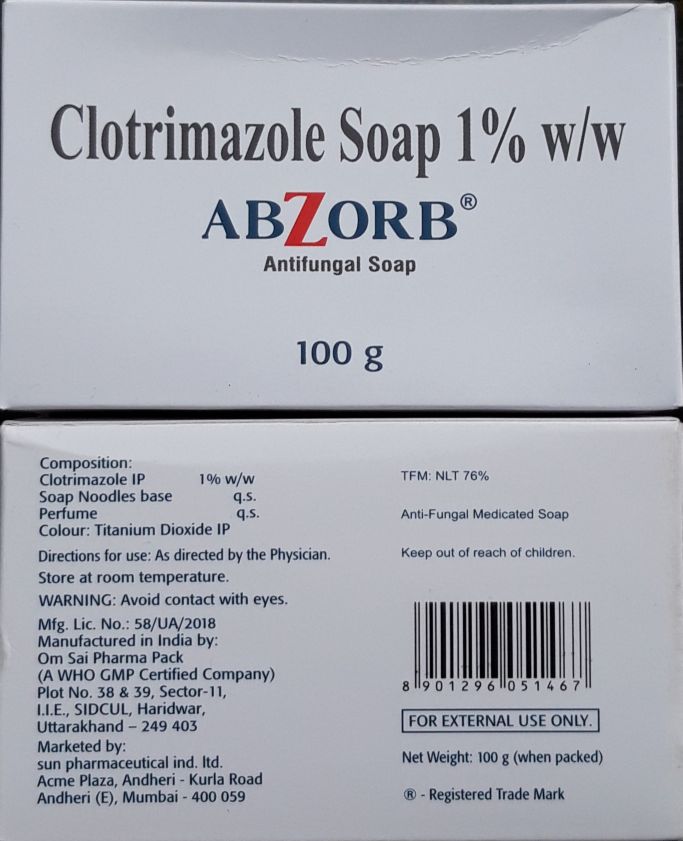 Clotrimazole Soap 1% w/w
ABZORB®
Antifungal Soap
100 g
Composition:
Clotrimazole IP 1% w/w
Soap Noodles base q.s.
Perfume q.s.
Colour: Titanium Dioxide IP
Directions for use: As directed by the Physician.
Store at room temperature.
WARNING: Avoid contact with eyes.
Mfg. Lic. No.: 58/UA/2018
Manufactured in India by:
Om Sai Pharma Pack
(A WHO GMP Certified Company)
Plot No. 38 & 39, Sector-11,
I.I.E., SIDCUL, Haridwar,
Uttarakhand – 249 403
Marketed by:
sun pharmaceutical ind. ltd.
Acme Plaza, Andheri - Kurla Road
Andheri (E), Mumbai - 400 059
TFM: NLT 76%
Anti-Fungal Medicated Soap
Keep out of reach of children.
8 901296 051467
FOR EXTERNAL USE ONLY.
Net Weight: 100 g (when packed)
® - Registered Trade Mark